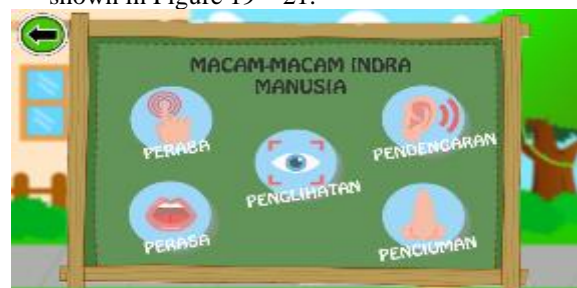 shown in Figure 19 – 21.
MACAM-MACAM INDRA
MANUSIA
PERABA
PENDENGARAN
PENGLIHATAN
PERASA
PENCIUMAN